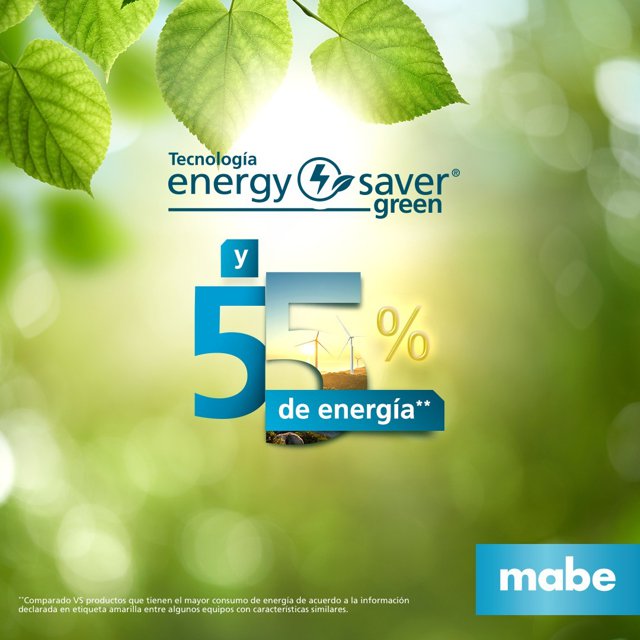 Tecnología
energy saver®
green
y
55%
de energía**
mabe
**Comparado VS productos que tienen el mayor consumo de energía de acuerdo a la información
declarada en etiqueta amarilla entre algunos equipos con características similares.